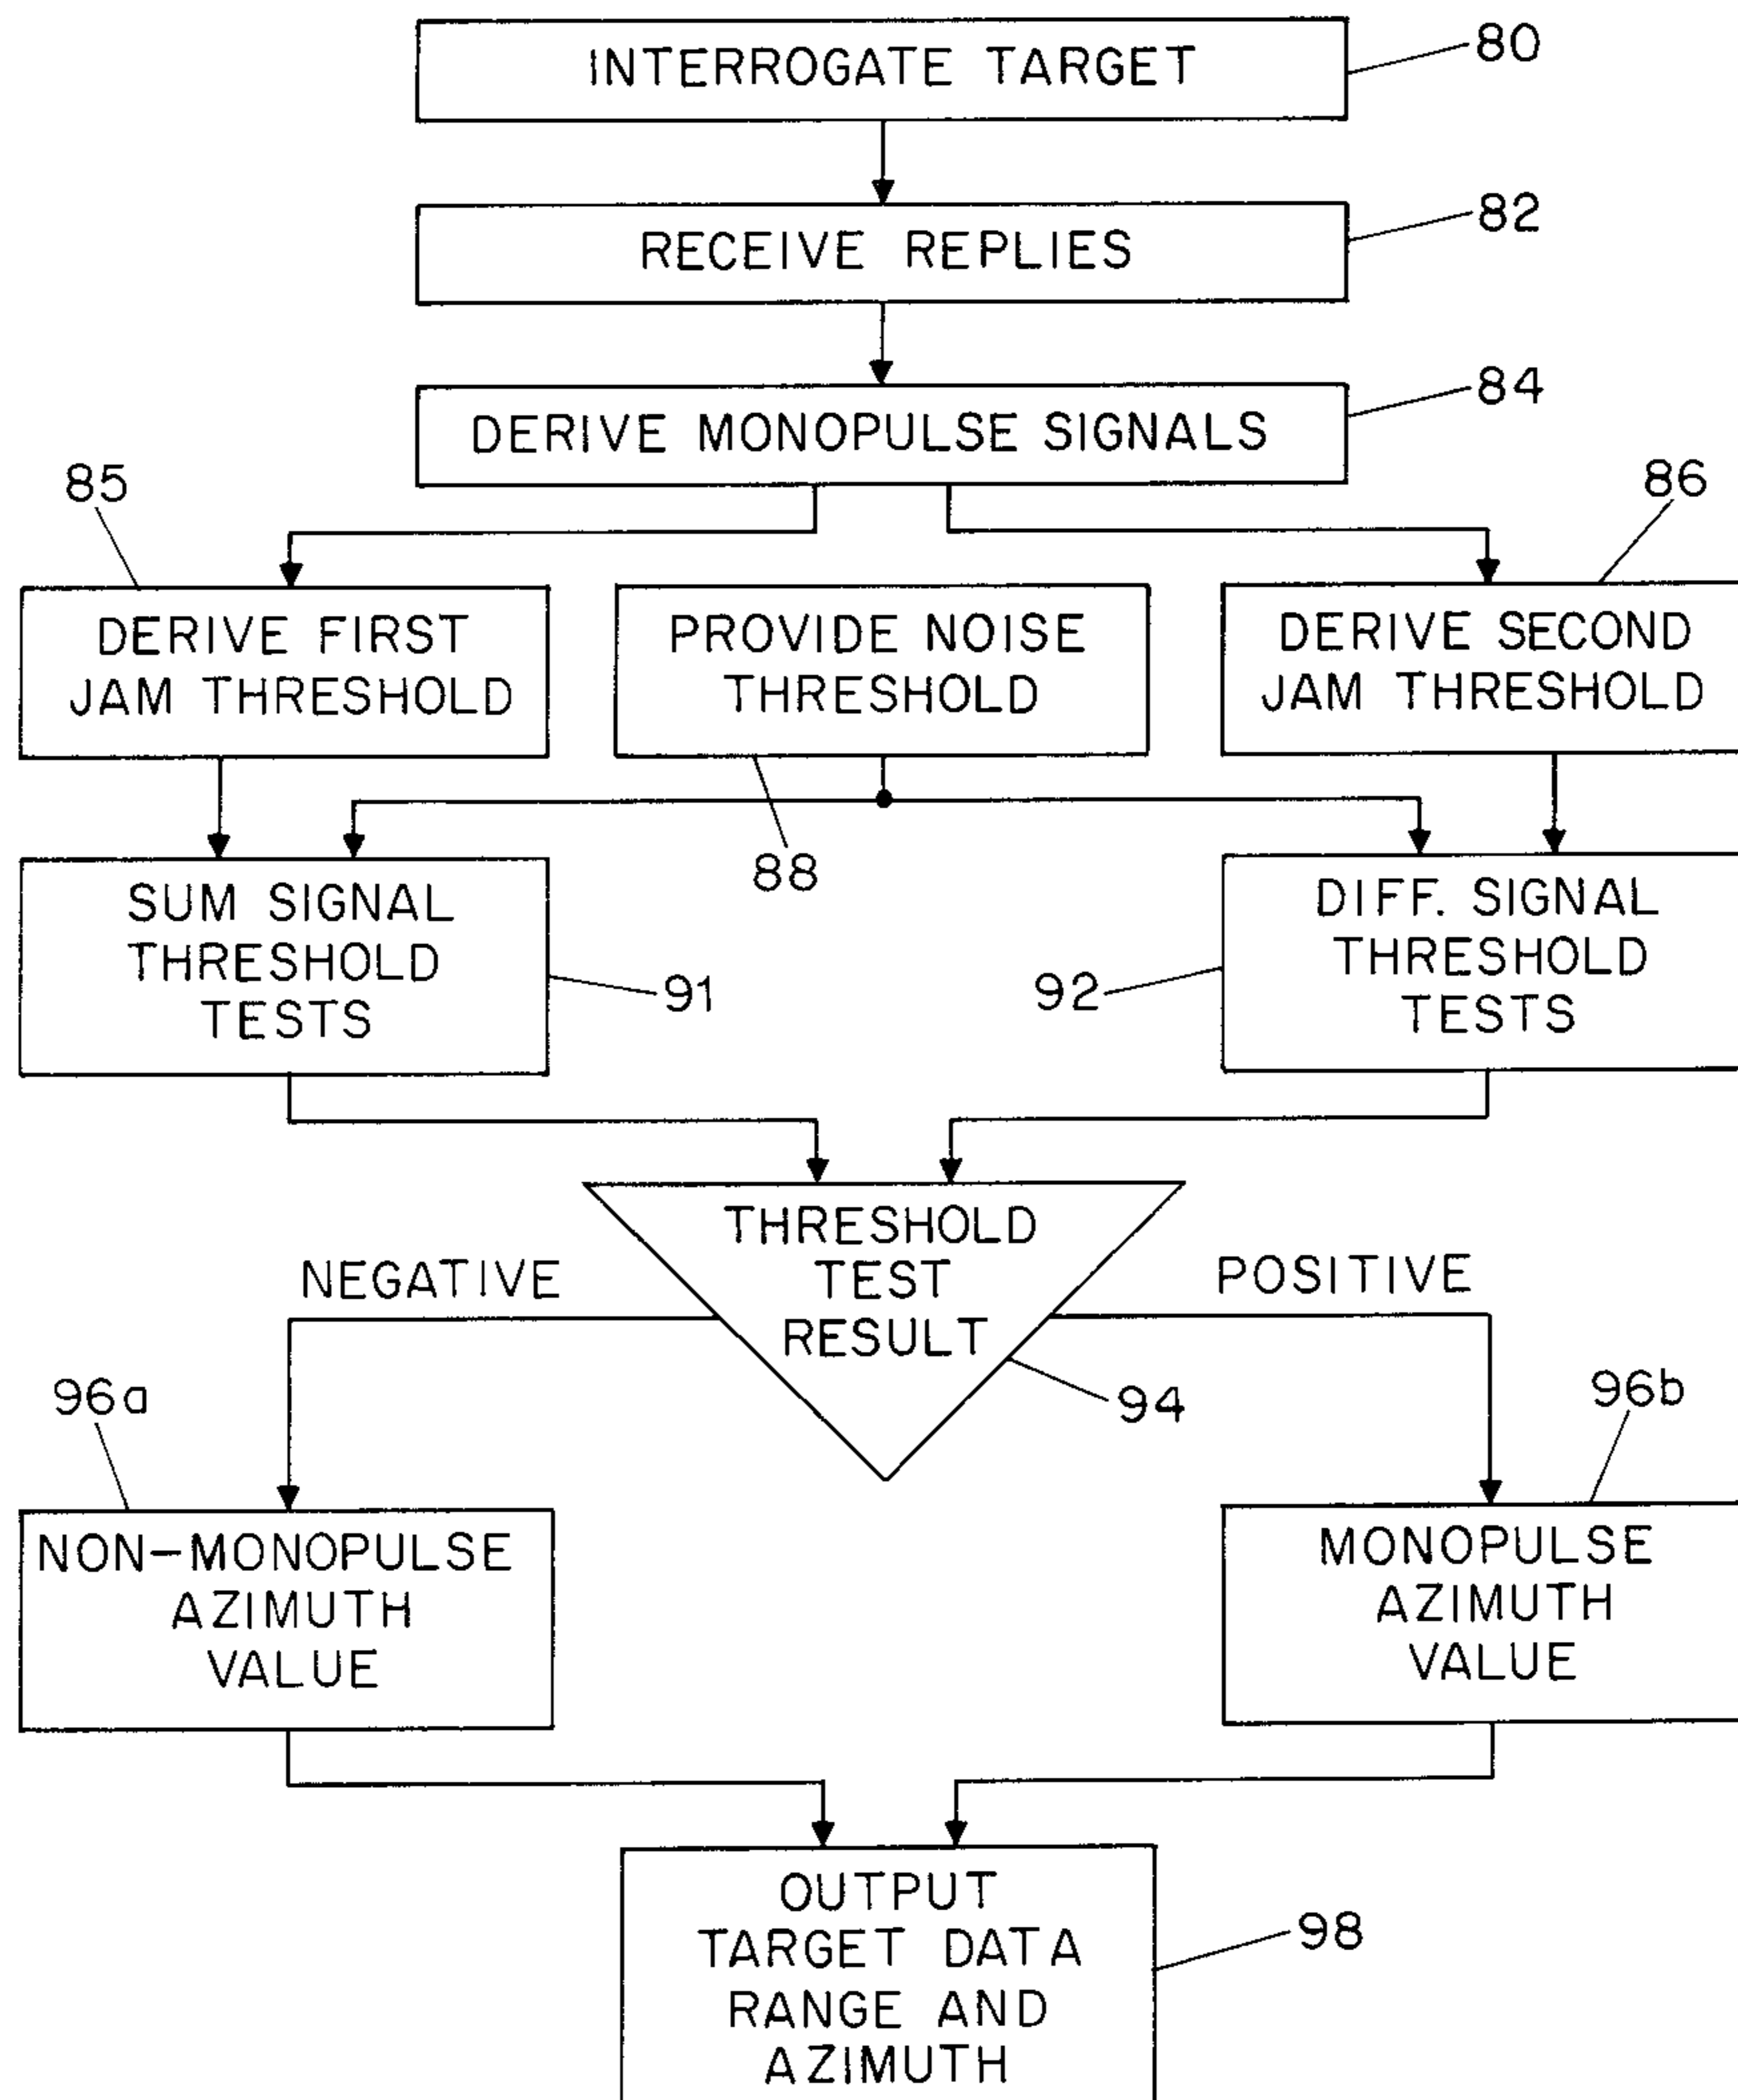 INTERROGATE TARGET
80
RECEIVE REPLIES
82
DERIVE MONOPULSE SIGNALS
84
85
86
DERIVE FIRST
JAM THRESHOLD
PROVIDE NOISE
THRESHOLD
DERIVE SECOND
JAM THRESHOLD
88
SUM SIGNAL
THRESHOLD
TESTS
91
92
DIFF. SIGNAL
THRESHOLD
TESTS
THRESHOLD
TEST
RESULT
NEGATIVE
POSITIVE
94
96a
96b
NON-MONOPULSE
AZIMUTH
VALUE
MONOPULSE
AZIMUTH
VALUE
OUTPUT
TARGET DATA
RANGE AND
AZIMUTH
98